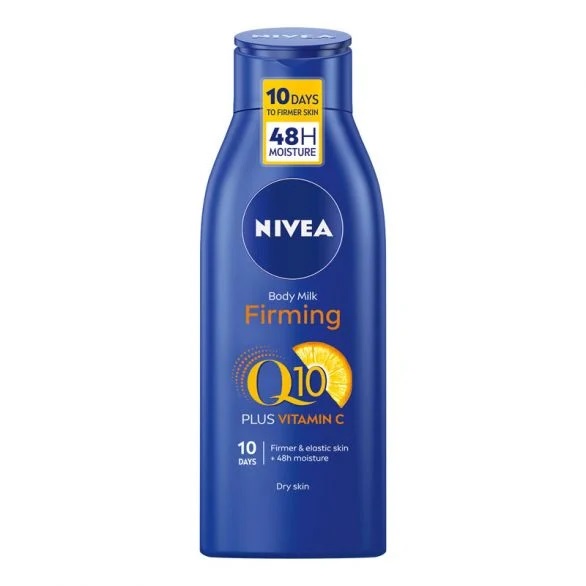 NIVEA
10 DAYS
TO FIRMER SKIN
48H
MOISTURE
NIVEA
Body Milk
Firming
Q10
PLUS VITAMIN C
10 DAYS
Firmer & elastic skin
+ 48h moisture
Dry skin